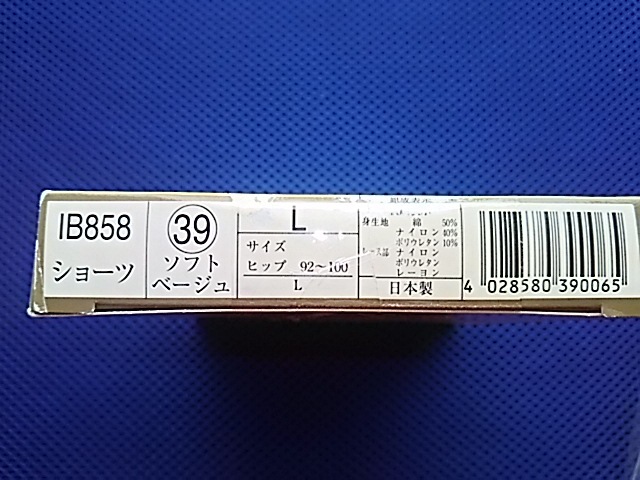 IB858
ショーツ
39
ソフト
ベージュ
L
サイズ
ヒップ 92～100
L
身生地 綿 50%
ナイロン 40%
ポリウレタン 10%
レース部 ナイロン
ポリウレタン
レーヨン
日本製
4 028580 390065